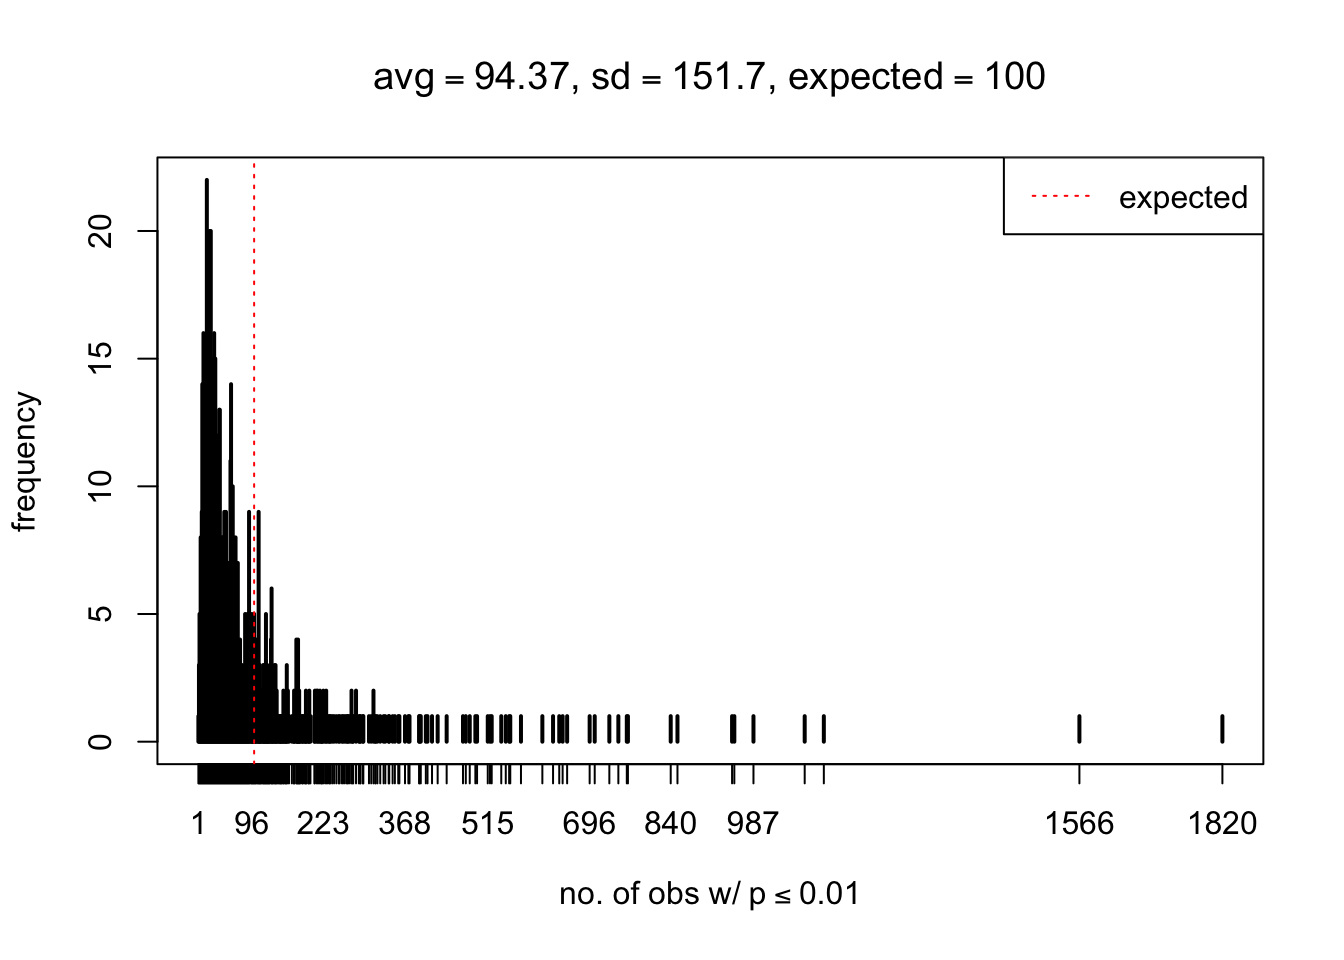 avg = 94.37, sd = 151.7, expected = 100
expected
frequency
20
15
10
5
0
1 96 223 368 515 696 840 987 1566 1820
no. of obs w/ p ≤ 0.01